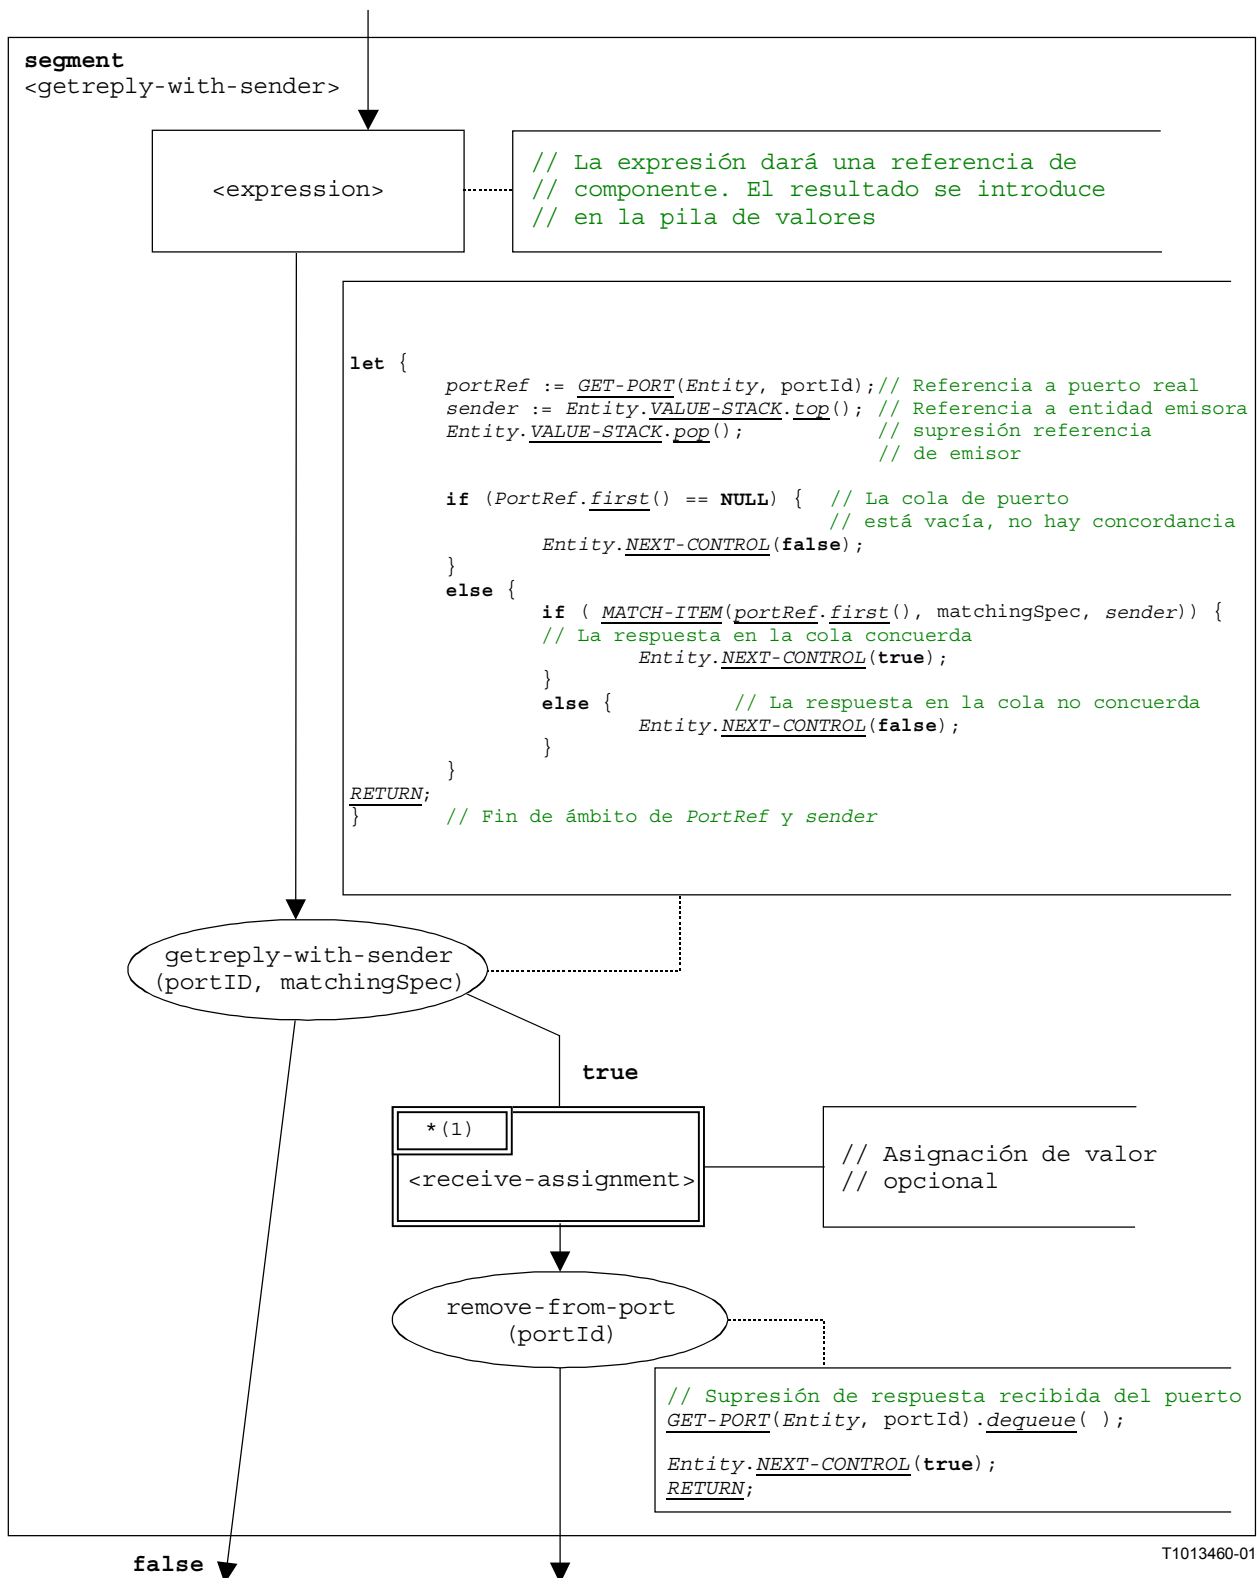 segment
<getreply-with-sender>
<expression>
// La expresión dará una referencia de
// componente. El resultado se introduce
// en la pila de valores
let {
portRef := GET-PORT(Entity, portId);// Referencia a puerto real
sender := Entity.VALUE-STACK.top(); // Referencia a entidad emisora
Entity.VALUE-STACK.pop(); // supresión referencia
// de emisor
if (PortRef.first() == NULL) { // La cola de puerto
// está vacía, no hay concordancia
Entity.NEXT-CONTROL(false);
}
else {
if ( MATCH-ITEM(portRef.first(), matchingSpec, sender)) {
// La respuesta en la cola concuerda
Entity.NEXT-CONTROL(true);
}
else { // La respuesta en la cola no concuerda
Entity.NEXT-CONTROL(false);
}
}
RETURN;
} // Fin de ámbito de PortRef y sender
getreply-with-sender
(portID, matchingSpec)
true
*(1)
<receive-assignment>
// Asignación de valor
// opcional
remove-from-port
(portId)
// Supresión de respuesta recibida del puerto
GET-PORT(Entity, portId).dequeue( );
Entity.NEXT-CONTROL(true);
RETURN;
T1013460-01
false